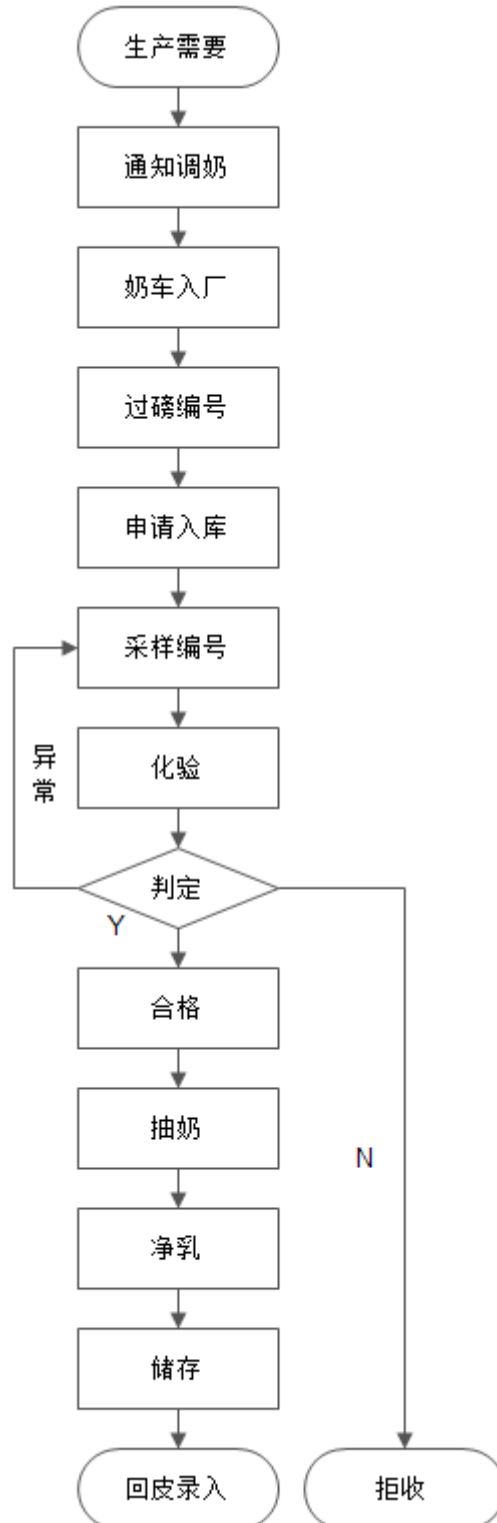 生产需要
通知调奶
奶车入厂
过磅编号
申请入库
采样编号
化验
异
常
判定
Y
合格
抽奶
N
净乳
储存
回皮录入
拒收